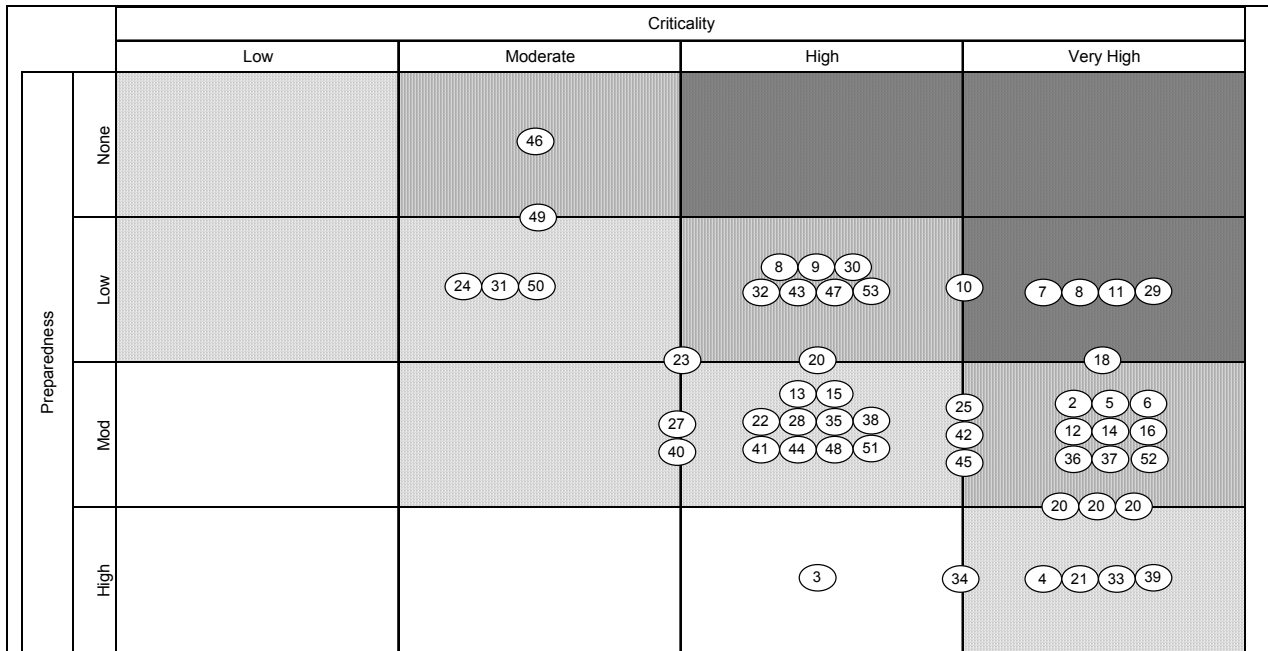 Criticality
Low Moderate High Very High
Preparedness
None
46
49
Low
8 9 30
24 31 50 32 43 47 53 10 7 8 11 29
23 20 18
Mod
13 15
2 5 6
25
27 22 28 35 38
12 14 16
42
40 41 44 48 51
45 36 37 52
20 20 20
High
3 34 4 21 33 39